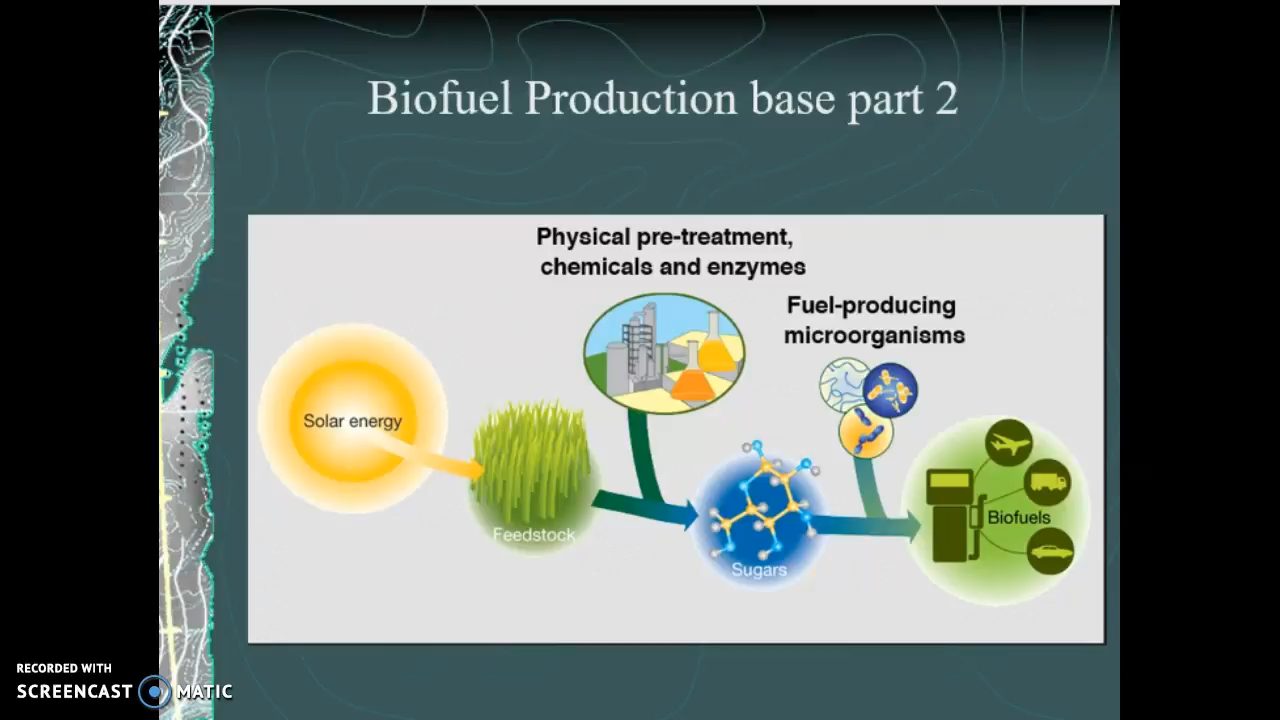 Biofuel Production base part 2
Physical pre-treatment,
chemicals and enzymes
Fuel-producing
microorganisms
Solar energy
Feedstock
Sugars
Biofuels
RECORDED WITH
SCREENCAST MATIC